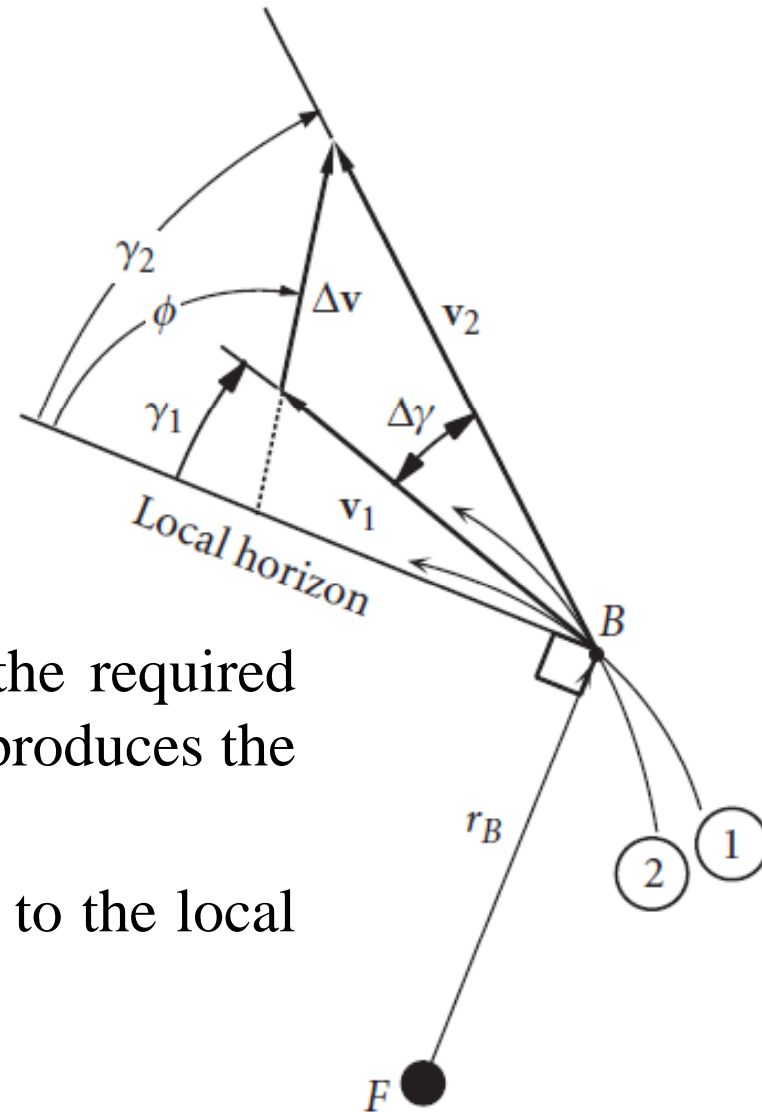 γ2
ϕ
Δv
v2
γ1
Δγ
v1
Local horizon
B
the required
produces the
rB
1
2
to the local
F